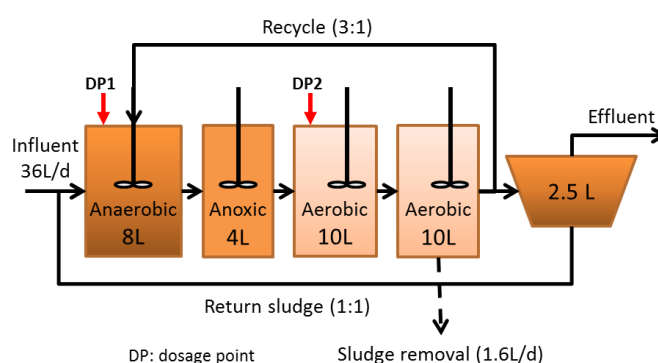 Recycle (3:1)
DP1
DP2
Influent
36L/d
Effluent
Anaerobic
8L
Anoxic
4L
Aerobic
10L
Aerobic
10L
2.5 L
Return sludge (1:1)
DP: dosage point
Sludge removal (1.6L/d)